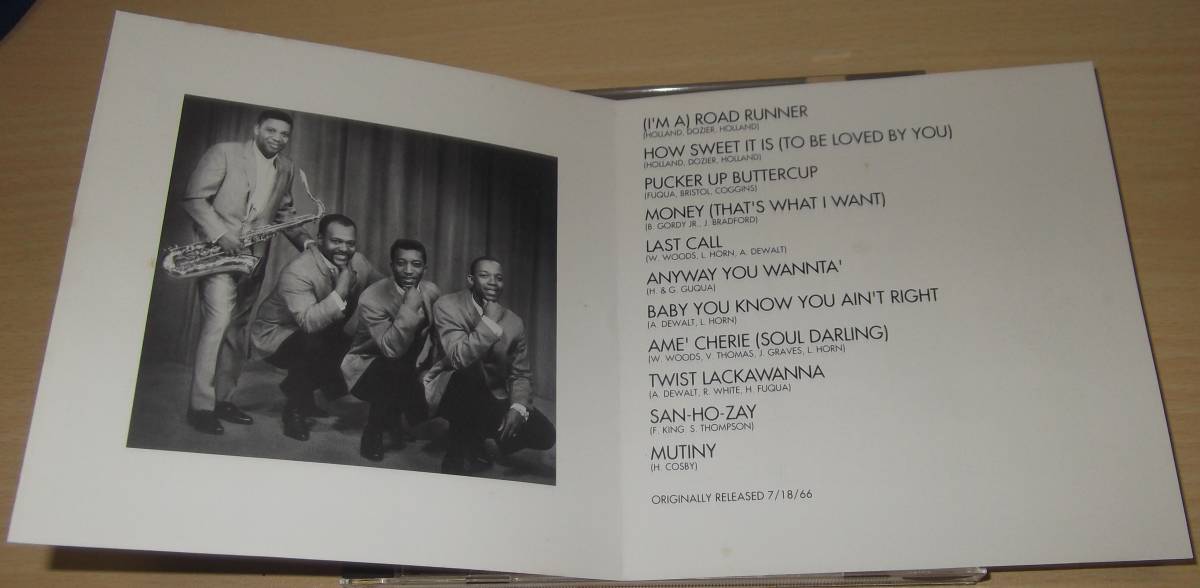 (I'M A) ROAD RUNNER
(HOLLAND, DOZIER, HOLLAND)
HOW SWEET IT IS (TO BE LOVED BY YOU)
(HOLLAND, DOZIER, HOLLAND)
PUCKER UP BUTTERCUP
(FUQUA, BRISTOL, COGGINS)
MONEY (THAT'S WHAT I WANT)
(B. GORDY JR., J. BRADFORD)
LAST CALL
(W. WOODS, L. HORN, A. DEWALT)
ANYWAY YOU WANNTA'
(H. & G. GUQUA)
BABY YOU KNOW YOU AIN'T RIGHT
(A. DEWALT, L. HORN)
AME' CHERIE (SOUL DARLING)
(W. WOODS, V. THOMAS, J. GRAVES, L. HORN)
TWIST LACKAWANNA
(A. DEWALT, R. WHITE, H. FUQUA)
SAN-HO-ZAY
(F. KING. S. THOMPSON)
MUTINY
(H. COSBY)
ORIGINALLY RELEASED 7/18/66